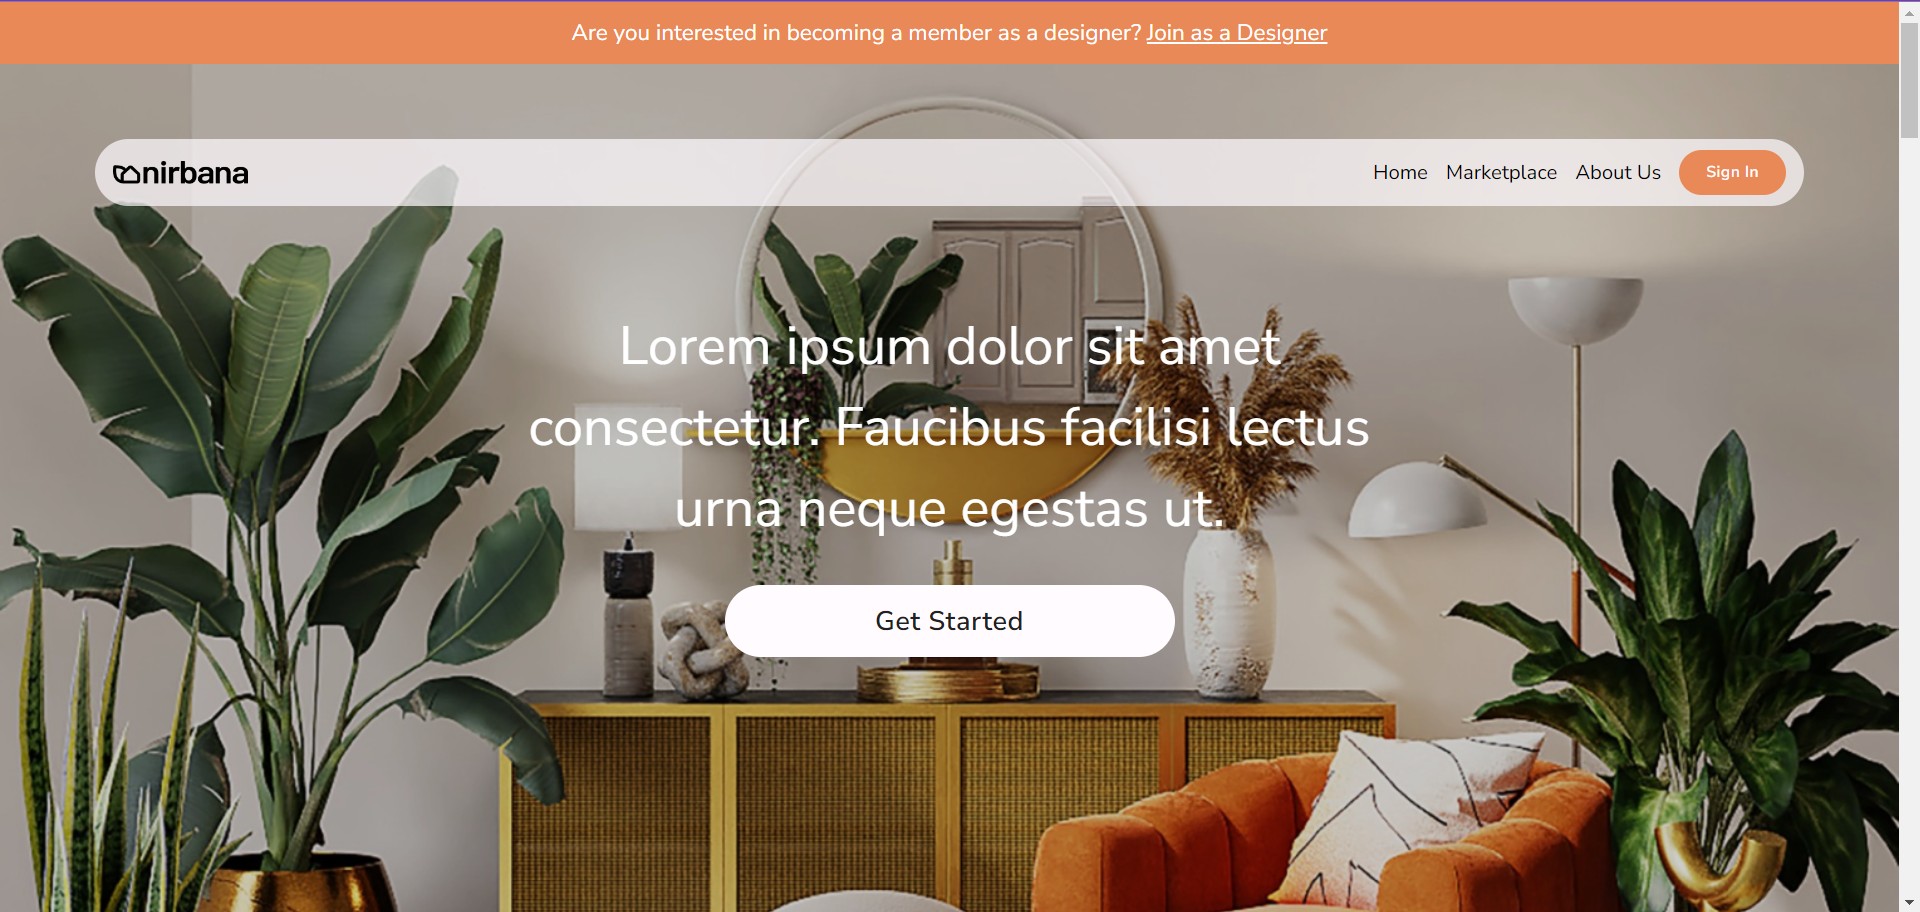 Are you interested in becoming a member as a designer? Join as a Designer
nirbana
Home Marketplace About Us Sign In
Lorem ipsum dolor sit amet
consectetur. Faucibus facilisi lectus
urna neque egestas ut.
Get Started